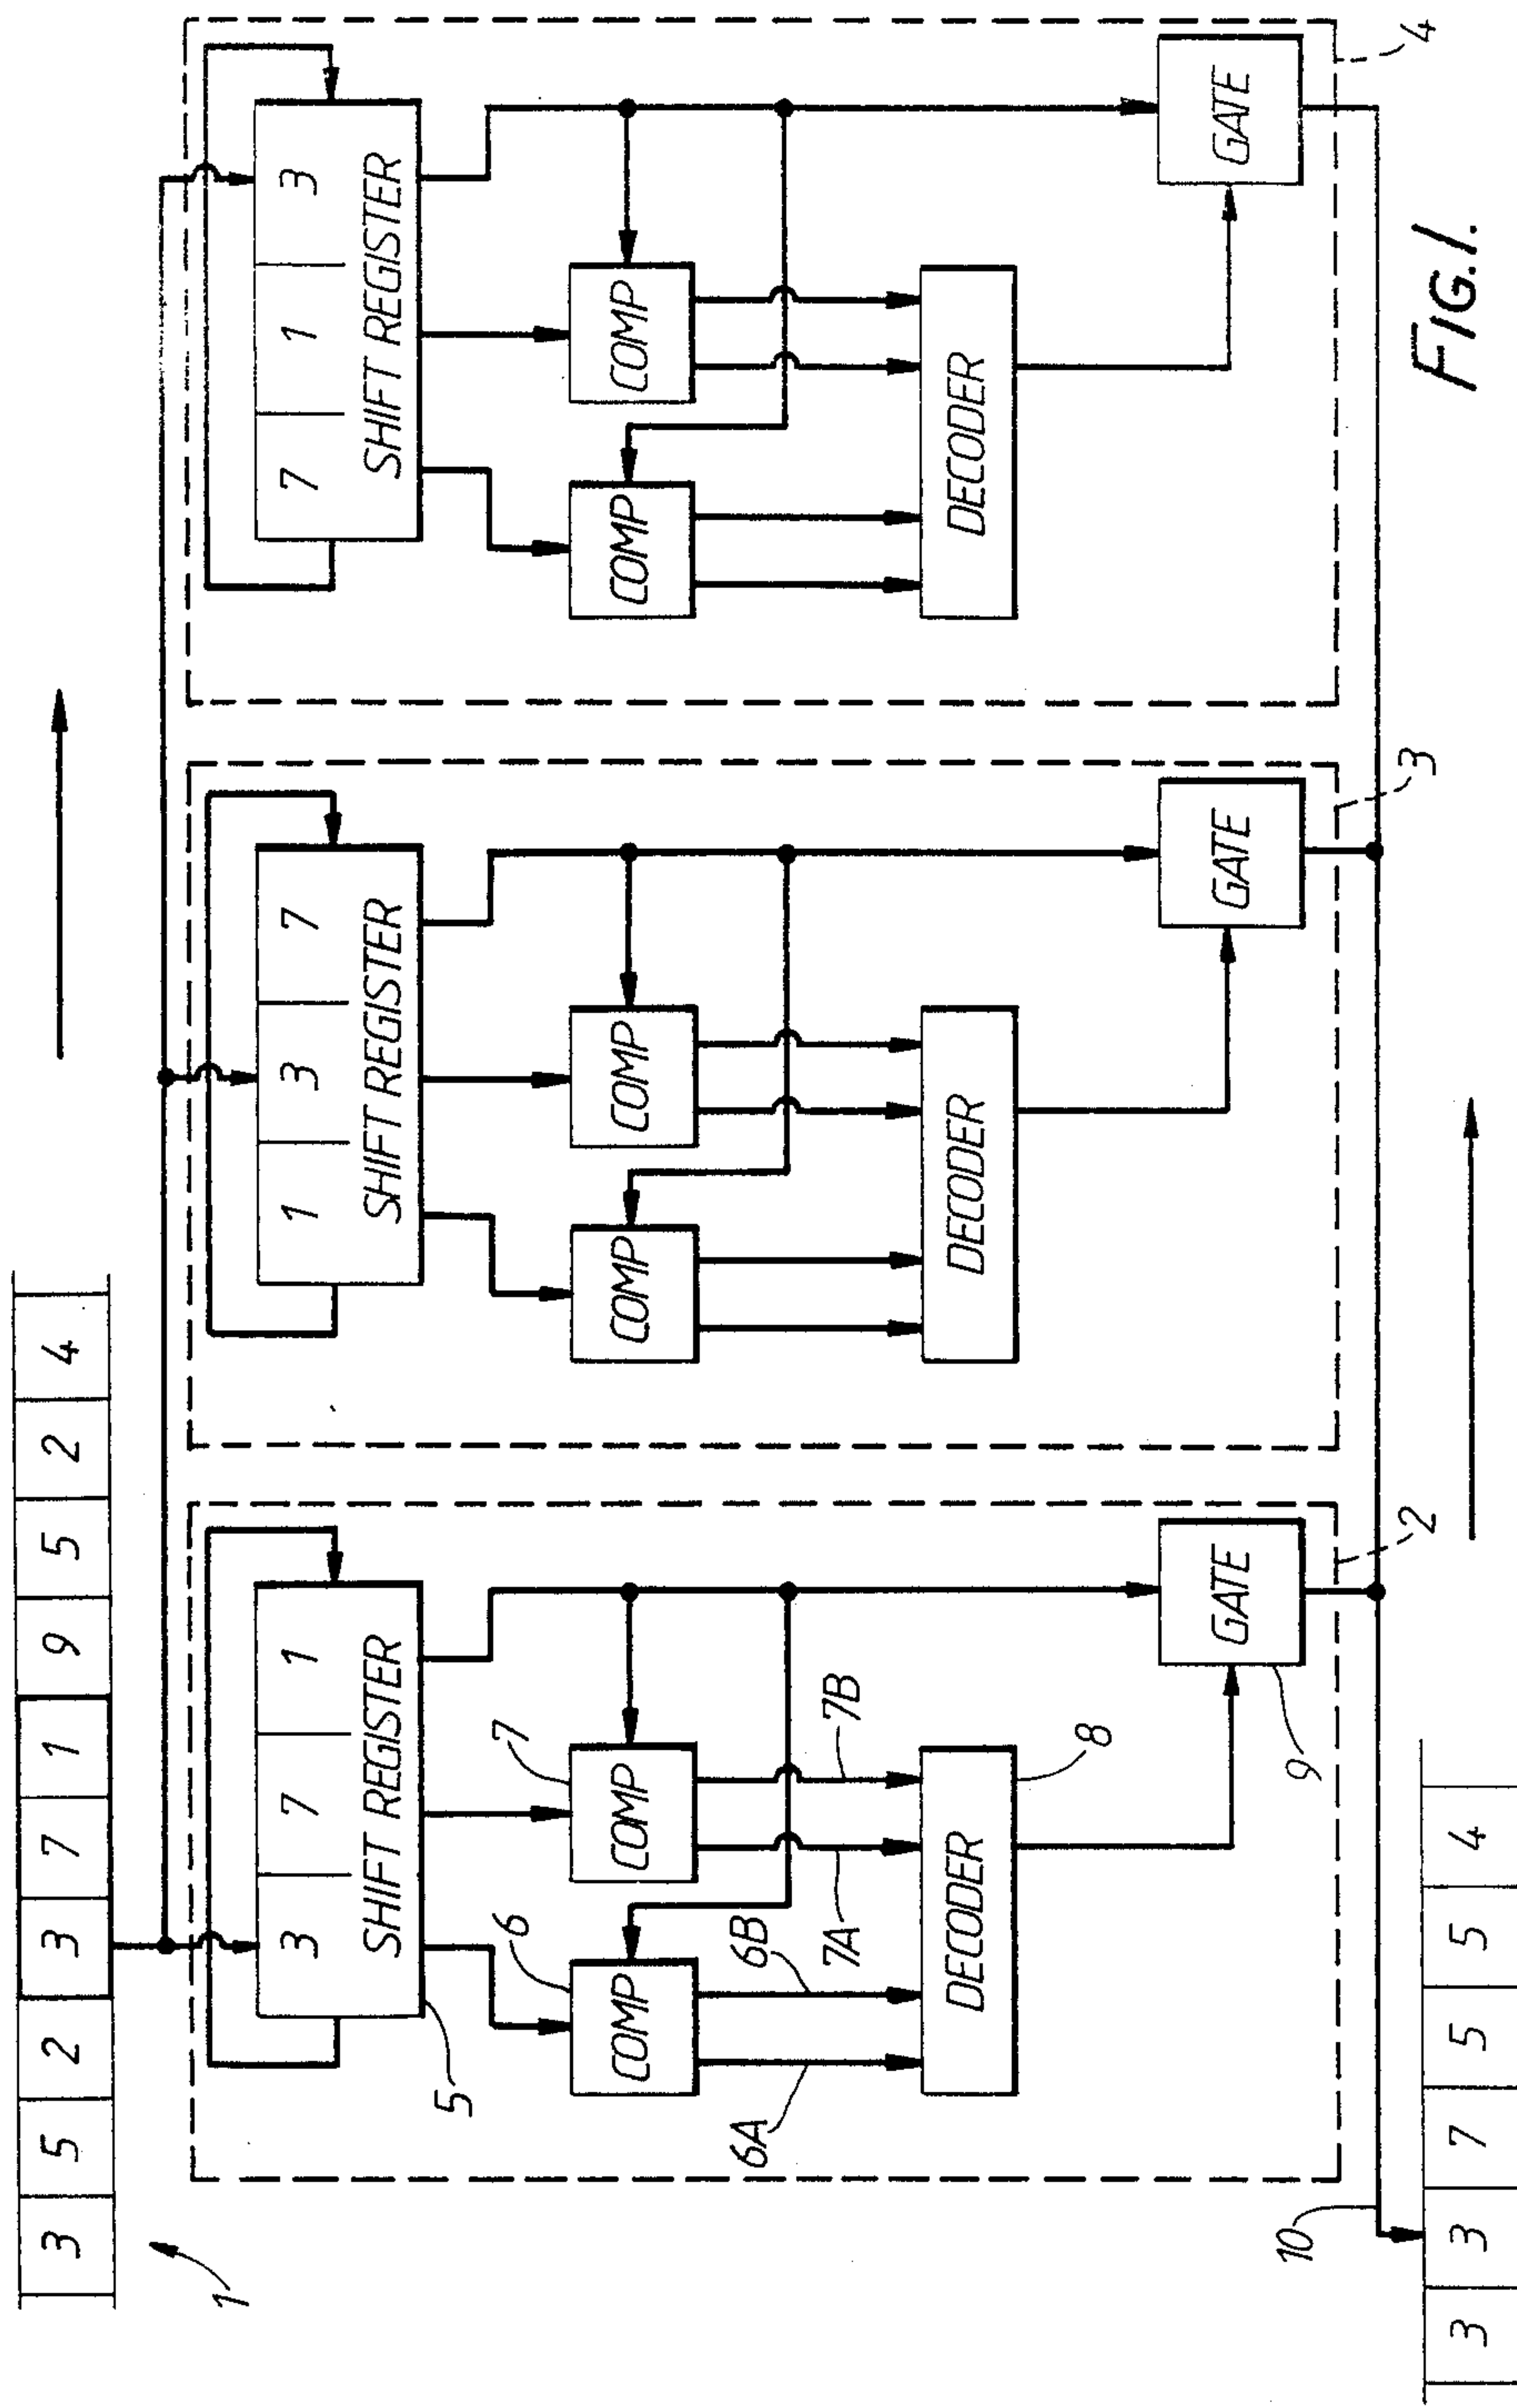 3 5 2 3 7 1 9 5 2 4
1
3 7 1
SHIFT REGISTER
5
1 3 7
SHIFT REGISTER
7 1 3
SHIFT REGISTER
6
COMP
7
COMP
COMP
COMP
COMP
COMP
6A
6B
7A
7B
DECODER
8
DECODER
DECODER
GATE
9
GATE
GATE
2
3
4
10
3 3 7 5 5 4
FIG.1.